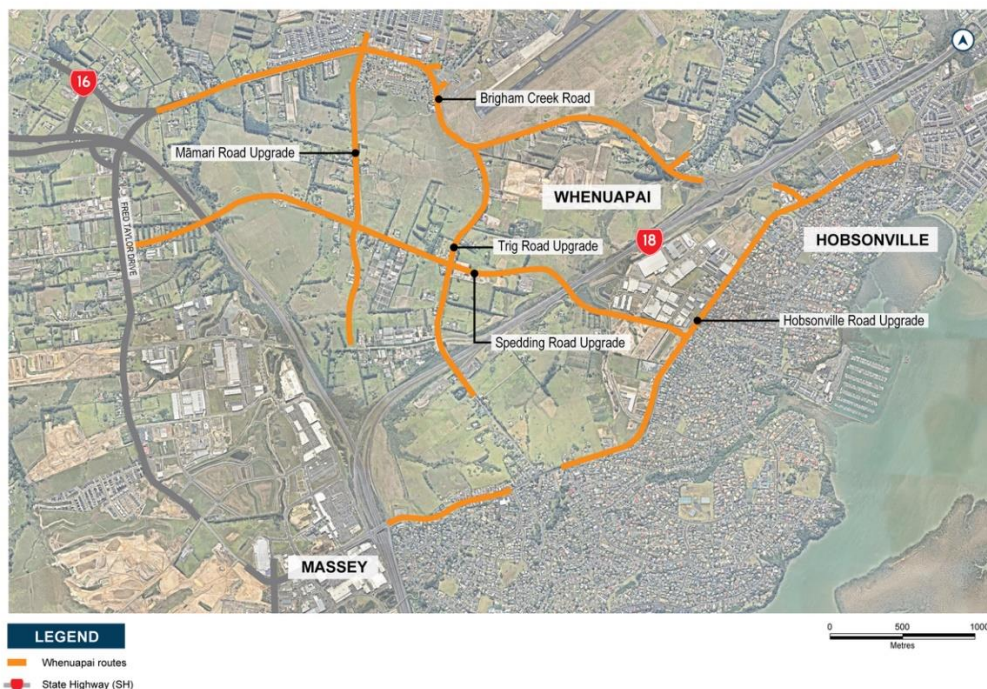 16
Brigham Creek Road
Māmari Road Upgrade
WHENUAPAI
FRED TAYLOR DRIVE
Trig Road Upgrade
18
HOBSONVILLE
Spedding Road Upgrade
Hobsonville Road Upgrade
MASSEY
LEGEND
Whenuapai routes
State Highway (SH)
0 500 1000
Metres